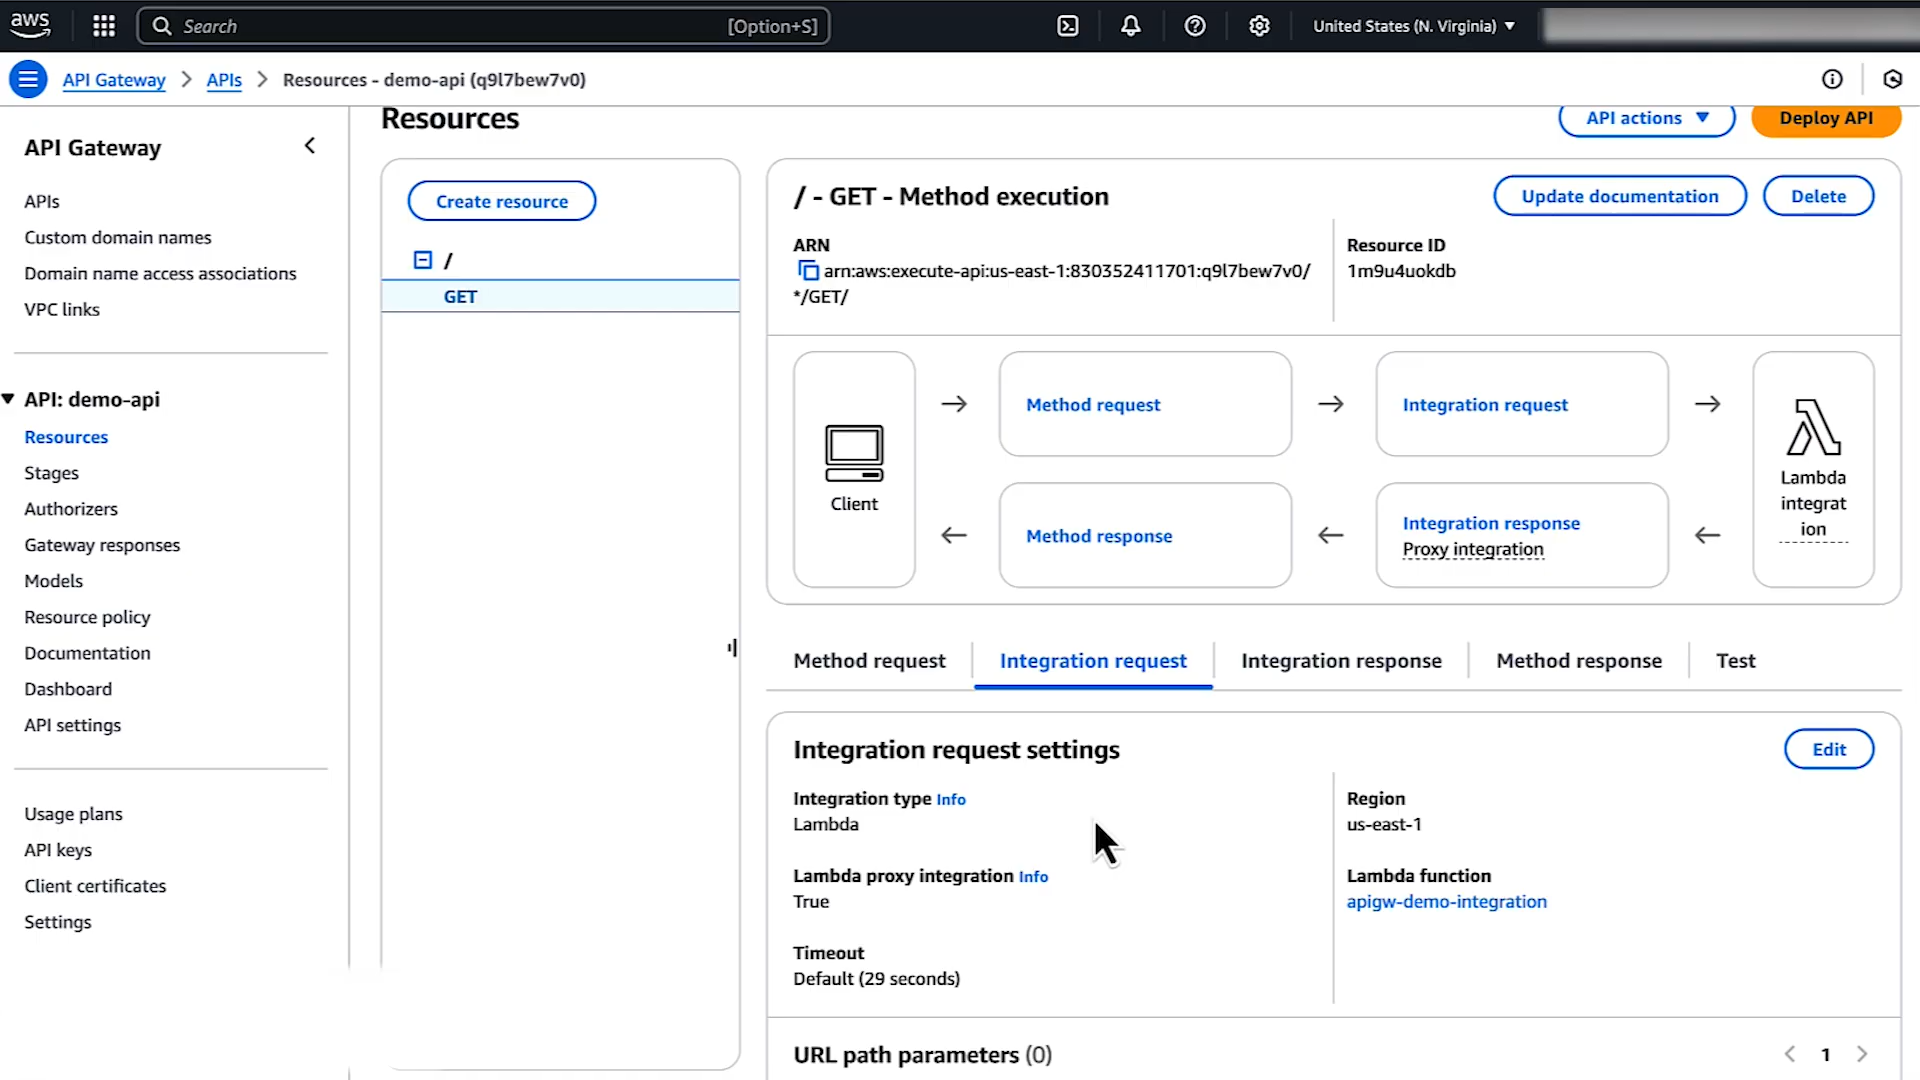 aws
Search
[Option+S]
United States (N. Virginia)
API Gateway
APIs
Resources - demo-api (q9l7bew7v0)
API Gateway
APIs
Custom domain names
Domain name access associations
VPC links
API: demo-api
Resources
Stages
Authorizers
Gateway responses
Models
Resource policy
Documentation
Dashboard
API settings
Usage plans
API keys
Client certificates
Settings
Resources
API actions
Deploy API
Create resource
/
GET
/ - GET - Method execution
Update documentation
Delete
ARN
arn:aws:execute-api:us-east-1:830352411701:q9l7bew7v0/
*/GET/
Resource ID
1m9u4uokdb
Client
Method request
Integration request
Method response
Integration response
Proxy integration
Lambda
integrat
ion
Method request
Integration request
Integration response
Method response
Test
Integration request settings
Edit
Integration type Info
Lambda
Region
us-east-1
Lambda proxy integration Info
True
Lambda function
apigw-demo-integration
Timeout
Default (29 seconds)
URL path parameters (0)
1